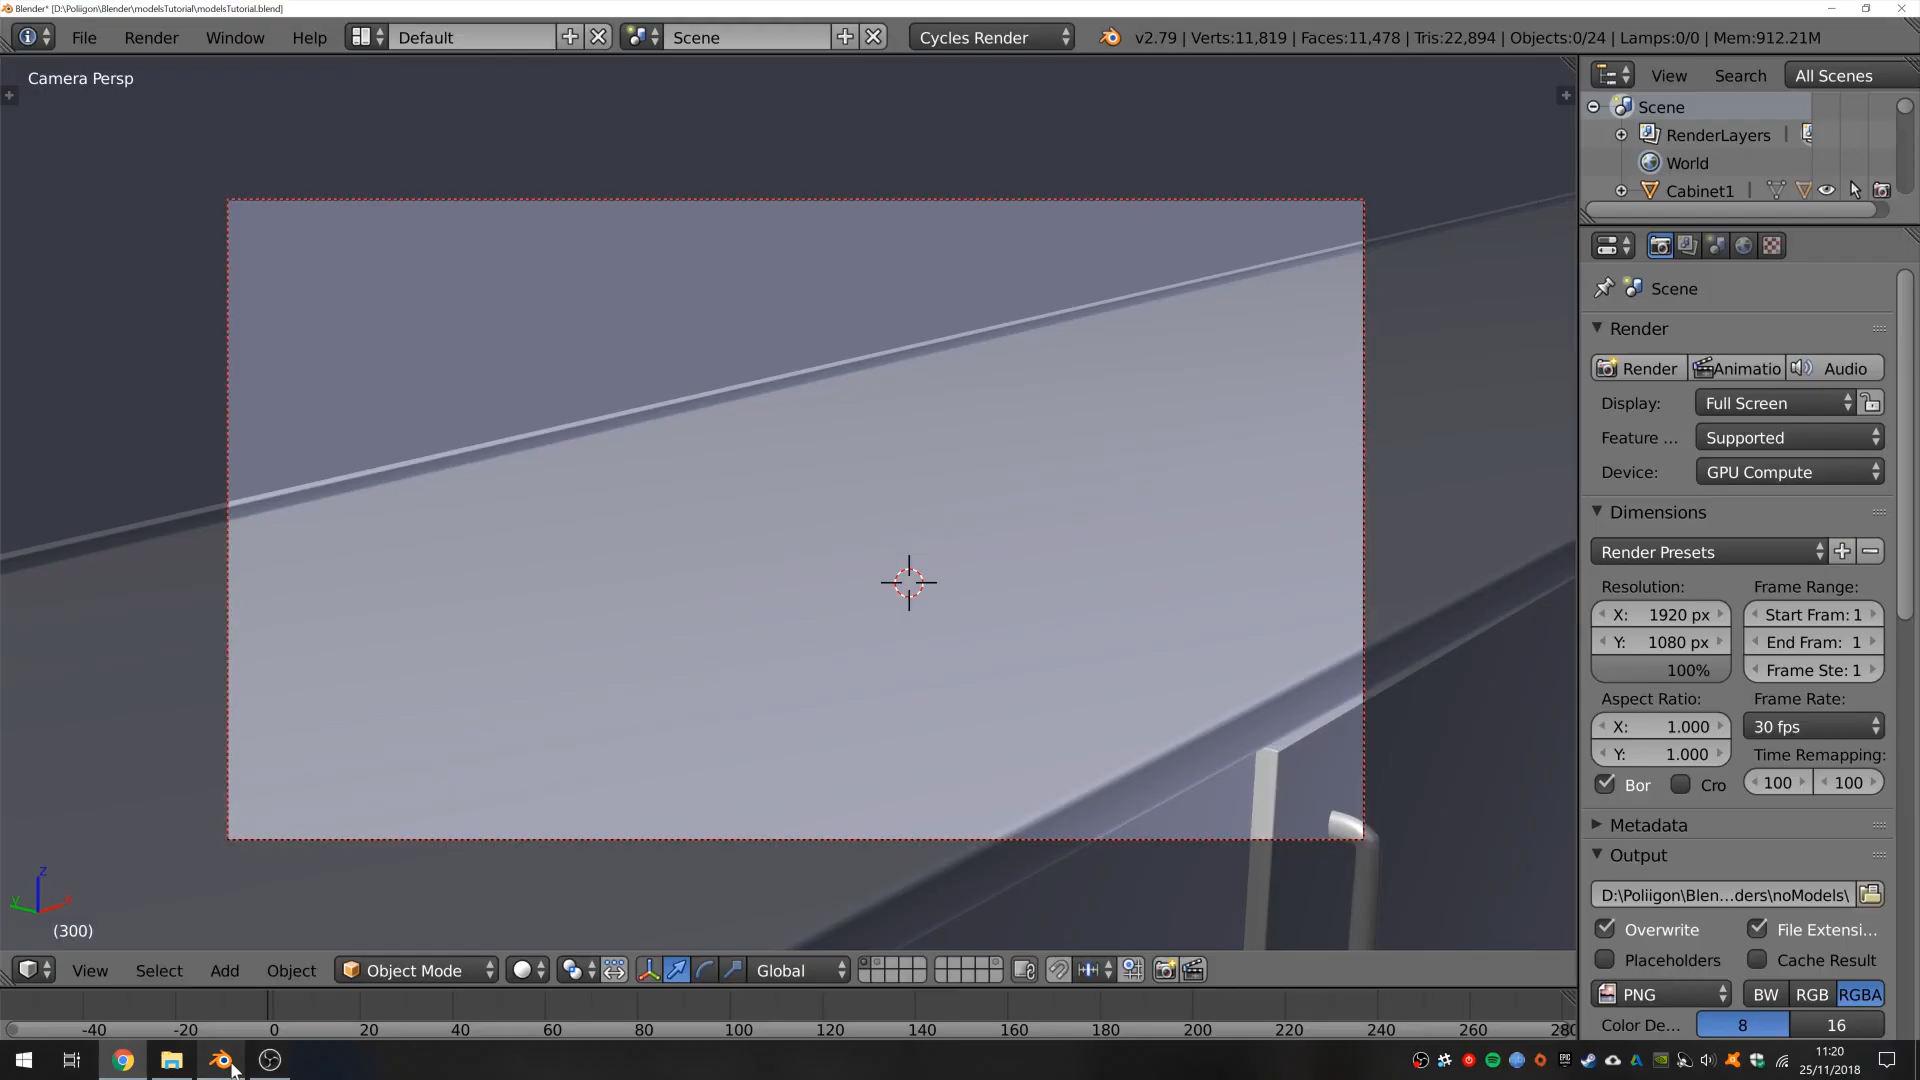 Blender* [D:\Poliigon\Blender\modelsTutorial\modelsTutorial.blend]
File Render Window Help Default Scene Cycles Render v2.79 | Verts:11,819 | Faces:11,478 | Tris:22,894 | Objects:0/24 | Lamps:0/0 | Mem:912.21M
Camera Persp
View Search All Scenes
Scene
RenderLayers
World
Cabinet1
Scene
Render
Render Animatio Audio
Display: Full Screen
Feature ... Supported
Device: GPU Compute
Dimensions
Render Presets
Resolution: Frame Range:
X: 1920 px Start Fram: 1
Y: 1080 px End Fram: 1
100% Frame Ste: 1
Aspect Ratio: Frame Rate:
X: 1.000 30 fps
Y: 1.000 Time Remapping:
Bor Cro 100 100
Metadata
Output
D:\Poliigon\Blen...ders\noModels\
Overwrite File Extensi...
Placeholders Cache Result
PNG BW RGB RGBA
Color De... 8 16
z
y x
(300)
View Select Add Object Object Mode Global
-40 -20 0 20 40 60 80 100 120 140 160 180 200 220 240 260 280
11:20
25/11/2018